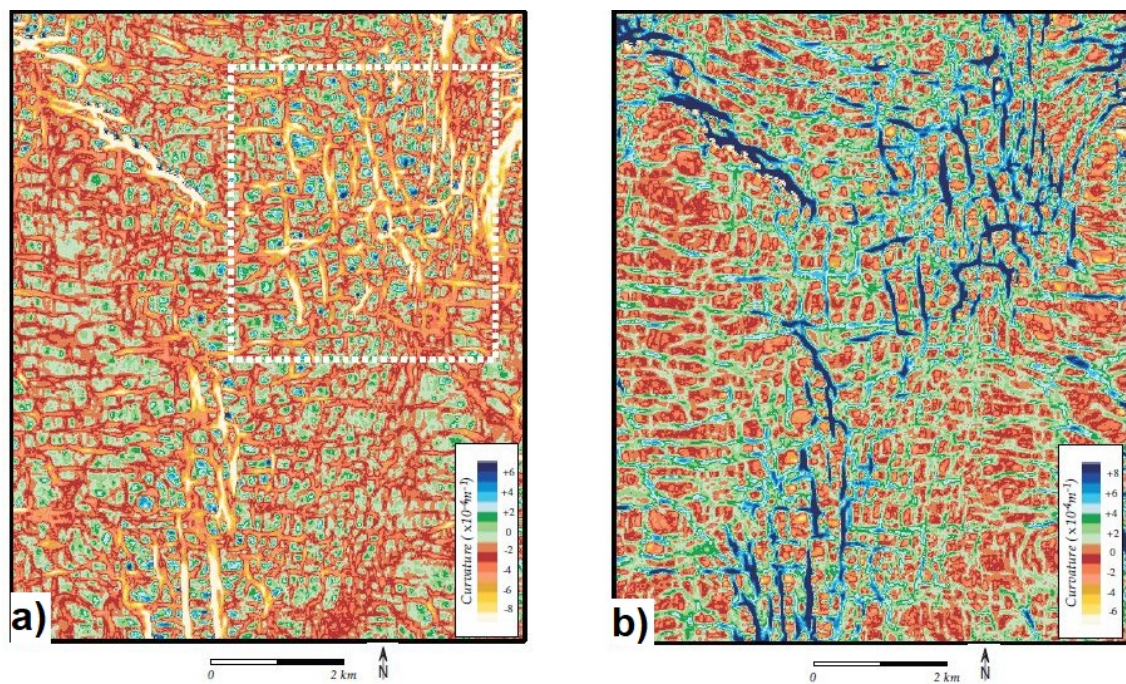 a)
Curvature (x10⁻⁴m⁻¹)
+6
+4
+2
0
-2
-4
-6
-8
0 2 km
N
b)
Curvature (x10⁻⁴m⁻¹)
+8
+6
+4
+2
0
-2
-4
-6
0 2 km
N